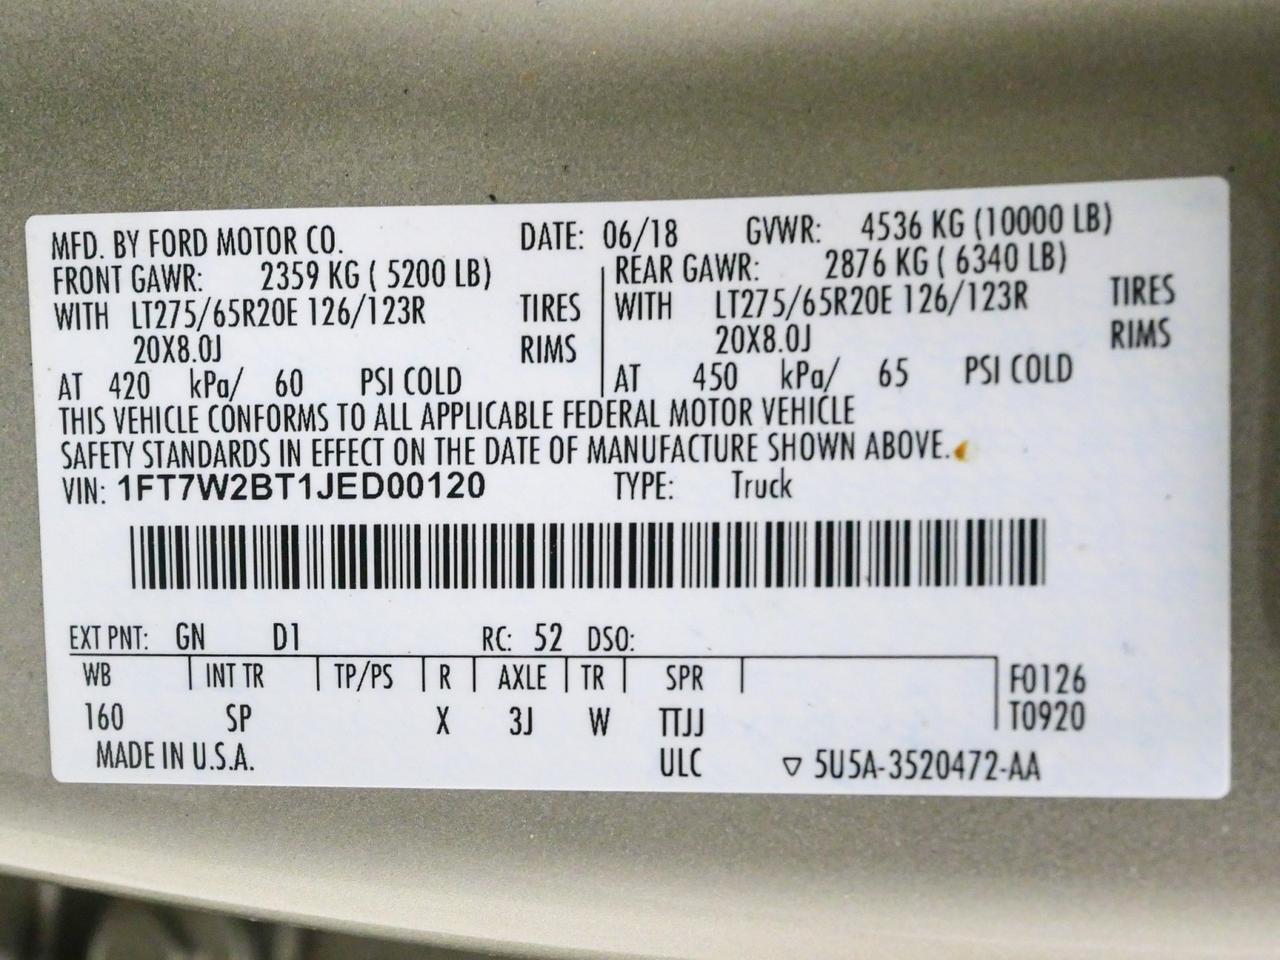 MFD. BY FORD MOTOR CO. DATE: 06/18 GVWR: 4536 KG (10000 LB)
FRONT GAWR: 2359 KG ( 5200 LB) REAR GAWR: 2876 KG ( 6340 LB)
WITH LT275/65R20E 126/123R TIRES WITH LT275/65R20E 126/123R TIRES
20X8.0J RIMS 20X8.0J RIMS
AT 420 kPa/ 60 PSI COLD AT 450 kPa/ 65 PSI COLD
THIS VEHICLE CONFORMS TO ALL APPLICABLE FEDERAL MOTOR VEHICLE
SAFETY STANDARDS IN EFFECT ON THE DATE OF MANUFACTURE SHOWN ABOVE.
VIN: 1FT7W2BT1JED00120 TYPE: Truck
EXT PNT: GN D1 RC: 52 DSO:
WB INT TR TP/PS R AXLE TR SPR F0126
160 SP X 3J W TTJJ T0920
MADE IN U.S.A. ULC ▽ 5U5A-3520472-AA